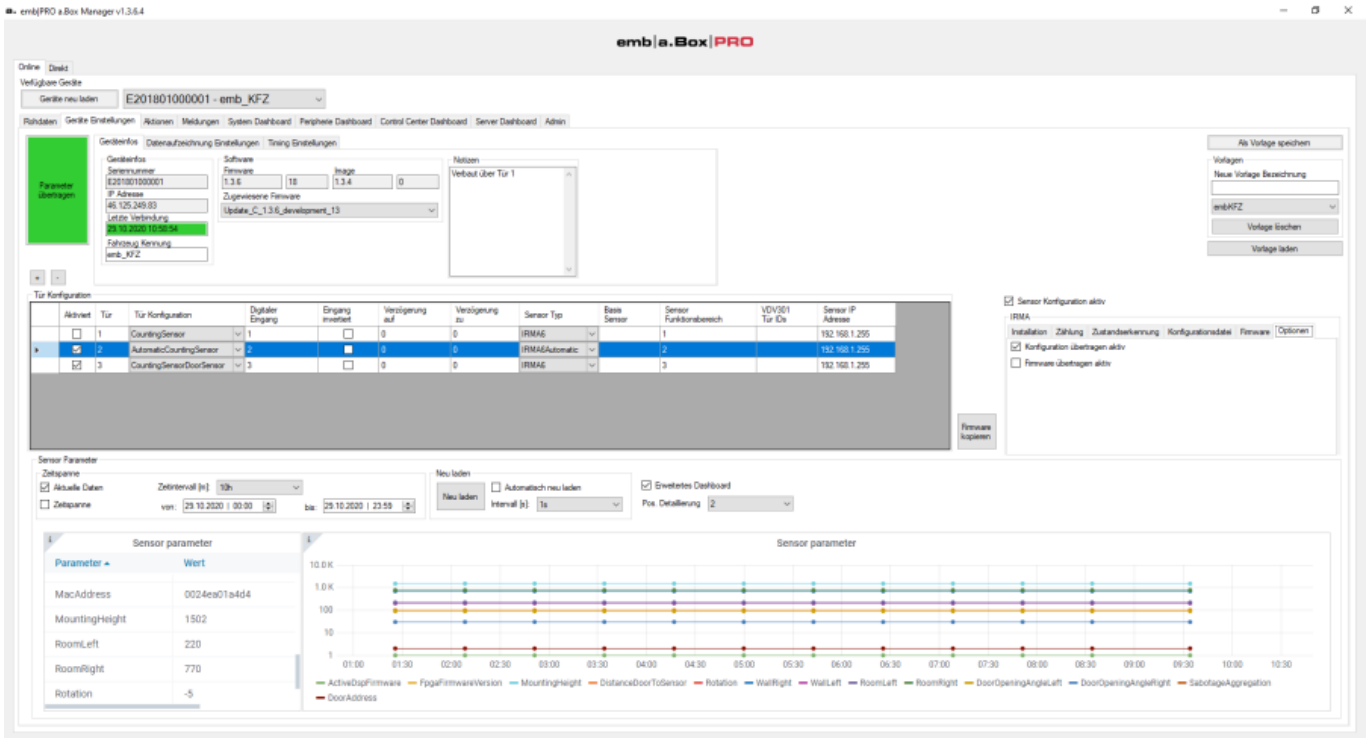 emb|PRO a.Box Manager v1.3.6.4
emb|a.Box|PRO
Online Direkt
Verfügbare Geräte
Geräte neu laden E201801000001 - emb_KFZ
Rohdaten Geräte Einstellungen Aktionen Meldungen System Dashboard Peripherie Dashboard Control Center Dashboard Server Dashboard Admin
Parameter übertragen
Geräteinfos Datenaufzeichnung Einstellungen Timing Einstellungen
Geräteinfos
Seriennummer
E201801000001
IP Adresse
46.125.249.83
Letzte Verbindung
29.10.2020 10:50:54
Fahrzeug Kennung
emb_KFZ
Software
Firmware Image
1.3.6 18 1.3.4 0
Zugewiesene Firmware
Update_C_1.3.6_development_13
Notizen
Verbaut über Tür 1
Als Vorlage speichern
Vorlagen
Neue Vorlage Bezeichnung
embKFZ
Vorlage löschen
Vorlage laden
+ -
Tür Konfiguration
Aktiviert Tür Tür Konfiguration Digitaler Eingang Eingang invertiert Verzögerung auf Verzögerung zu Sensor Typ Basis Sensor Sensor Funktionsbereich VDV301 Tür IDs Sensor IP Adresse
1 CountingSensor 1 0 0 IRMA6 1 192.168.1.255
2 AutomaticCountingSensor 2 0 0 IRMA6Automatic 2 192.168.1.255
3 CountingSensorDoorSensor 3 0 0 IRMA6 3 192.168.1.255
Firmware kopieren
Sensor Konfiguration aktiv
IRMA
Installation Zählung Zustandserkennung Konfigurationsdatei Firmware Optionen
Konfiguration übertragen aktiv
Firmware übertragen aktiv
Sensor Parameter
Zeitspanne
Aktuelle Daten Zeitintervall [n]: 10h
Zeitspanne von: 29.10.2020 | 00:00 bis: 29.10.2020 | 23:59
Neu laden
Neu laden
Automatisch neu laden
Intervall [s]: 1s
Erweitertes Dashboard
Pos. Detaillierung 2
Sensor parameter
Parameter Wert
MacAddress 0024ea01a4d4
MountingHeight 1502
RoomLeft 220
RoomRight 770
Rotation -5
Sensor parameter
10.0 K
1.0 K
100
10
1
01:00 01:30 02:00 02:30 03:00 03:30 04:00 04:30 05:00 05:30 06:00 06:30 07:00 07:30 08:00 08:30 09:00 09:30 10:00 10:30
ActiveDspFirmware FpgaFirmwareVersion MountingHeight DistanceDoorToSensor Rotation WallRight WallLeft RoomLeft RoomRight DoorOpeningAngleLeft DoorOpeningAngleRight SabotageAggregation
DoorAddress